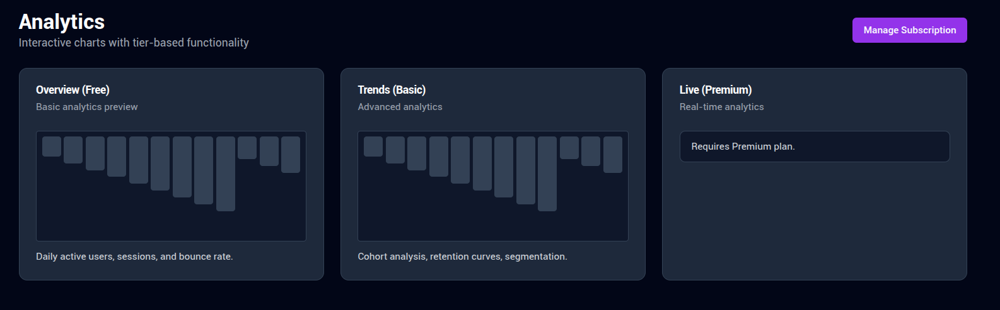 Analytics
Interactive charts with tier-based functionality
Manage Subscription
Overview (Free)
Basic analytics preview
Daily active users, sessions, and bounce rate.
Trends (Basic)
Advanced analytics
Cohort analysis, retention curves, segmentation.
Live (Premium)
Real-time analytics
Requires Premium plan.